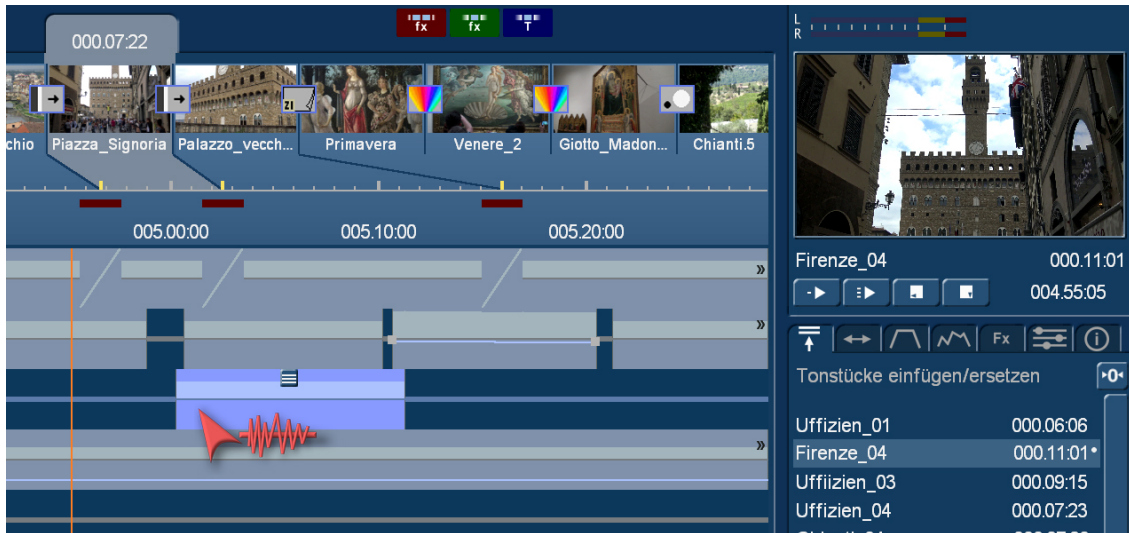 000.07:22
fx fx T
L
R
chio Piazza_Signoria Palazzo_vecch... Primavera Venere_2 Giotto_Madon... Chianti.5
005.00:00 005.10:00 005.20:00
»
»
»
Firenze_04 000.11:01
004.55:05
Fx
Tonstücke einfügen/ersetzen
0
Uffizien_01 000.06:06
Firenze_04 000.11:01
Uffiizien_03 000.09:15
Uffizien_04 000.07:23